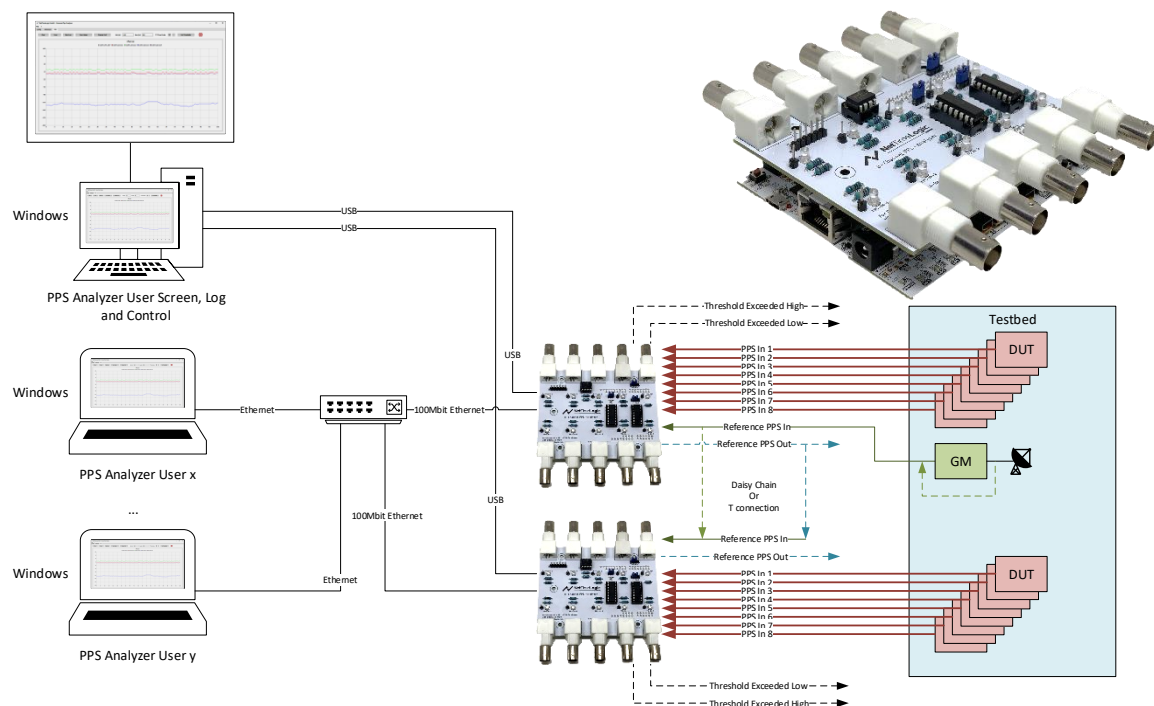 Windows
PPS Analyzer User Screen, Log
and Control
USB
USB
USB
USB
Windows
Ethernet
100Mbit Ethernet
PPS Analyzer User x
...
100Mbit Ethernet
Windows
Ethernet
PPS Analyzer User y
NetTimeLogic
Threshold Exceeded High
Threshold Exceeded Low
PPS In 1
PPS In 2
PPS In 3
PPS In 4
PPS In 5
PPS In 6
PPS In 7
PPS In 8
Reference PPS In
Reference PPS Out
Daisy Chain
Or
T connection
Reference PPS In
Reference PPS Out
PPS In 1
PPS In 2
PPS In 3
PPS In 4
PPS In 5
PPS In 6
PPS In 7
PPS In 8
Threshold Exceeded Low
Threshold Exceeded High
Testbed
DUT
GM
DUT